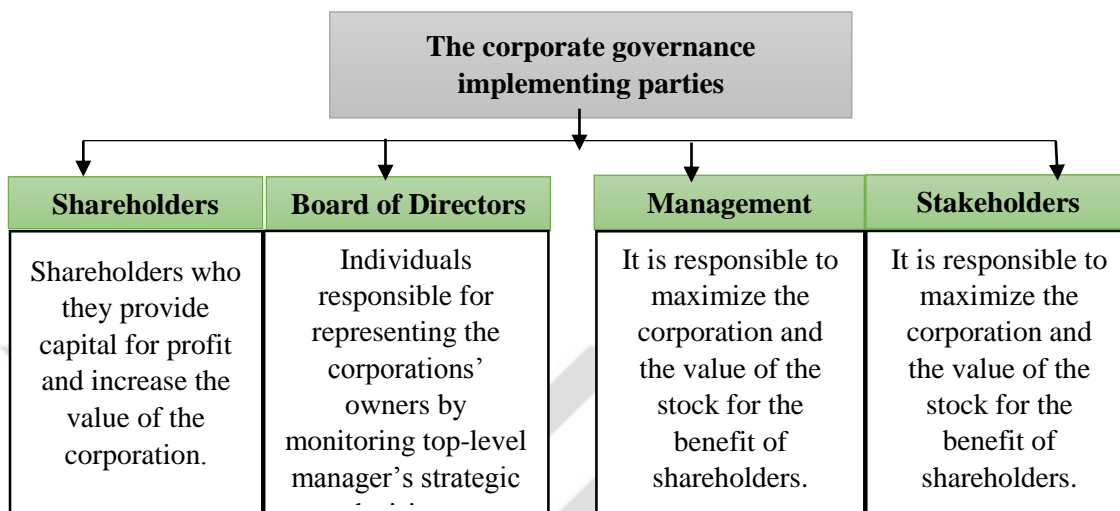 The corporate governance
implementing parties
Shareholders
Shareholders who
they provide
capital for profit
and increase the
value of the
corporation.
Board of Directors
Individuals
responsible for
representing the
corporations’
owners by
monitoring top-level
manager’s strategic
Management
It is responsible to
maximize the
corporation and
the value of the
stock for the
benefit of
shareholders.
Stakeholders
It is responsible to
maximize the
corporation and
the value of the
stock for the
benefit of
shareholders.